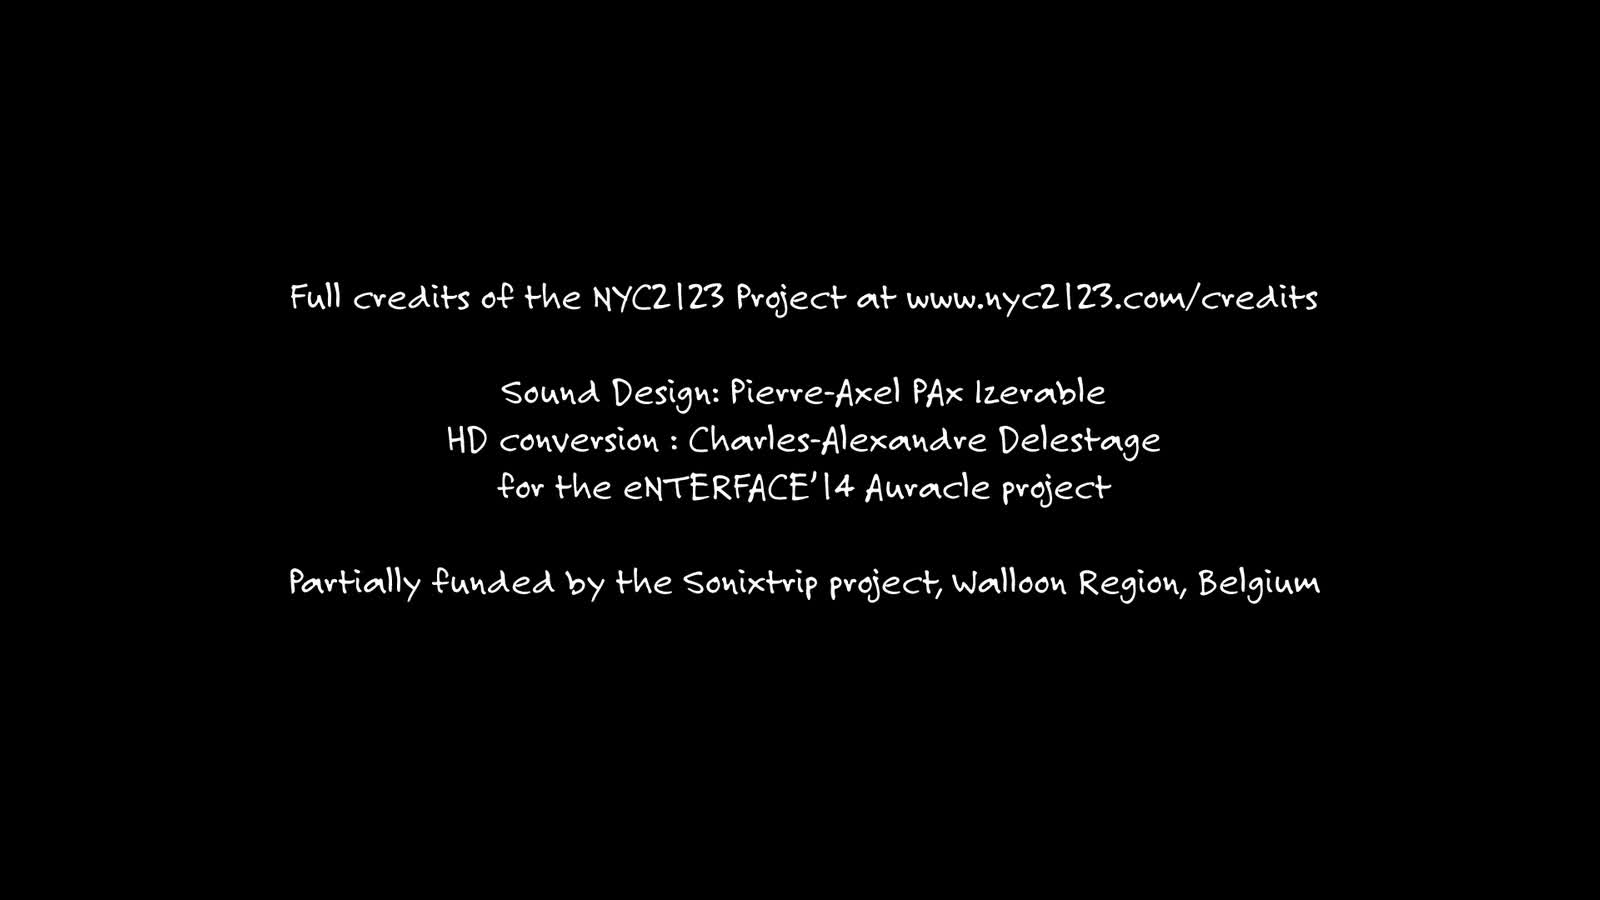 Full credits of the NYC2123 Project at www.nyc2123.com/credits
Sound Design: Pierre-Axel PAx Izerable
HD conversion : Charles-Alexandre Delestage
for the eNTERFACE'14 Auracle project
Partially funded by the Sonixtrip project, Walloon Region, Belgium